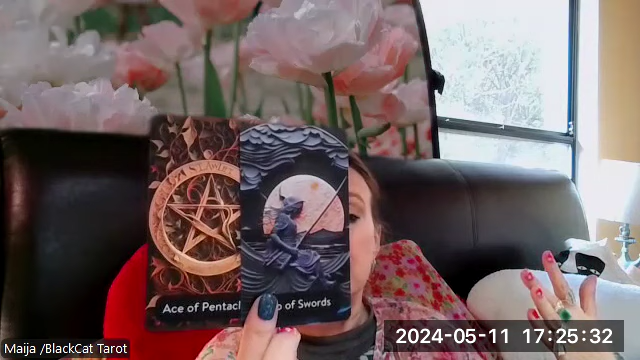 Ace of Pentacl
p of Swords
2024-05-11 17:25:32
Maija /BlackCat Tarot